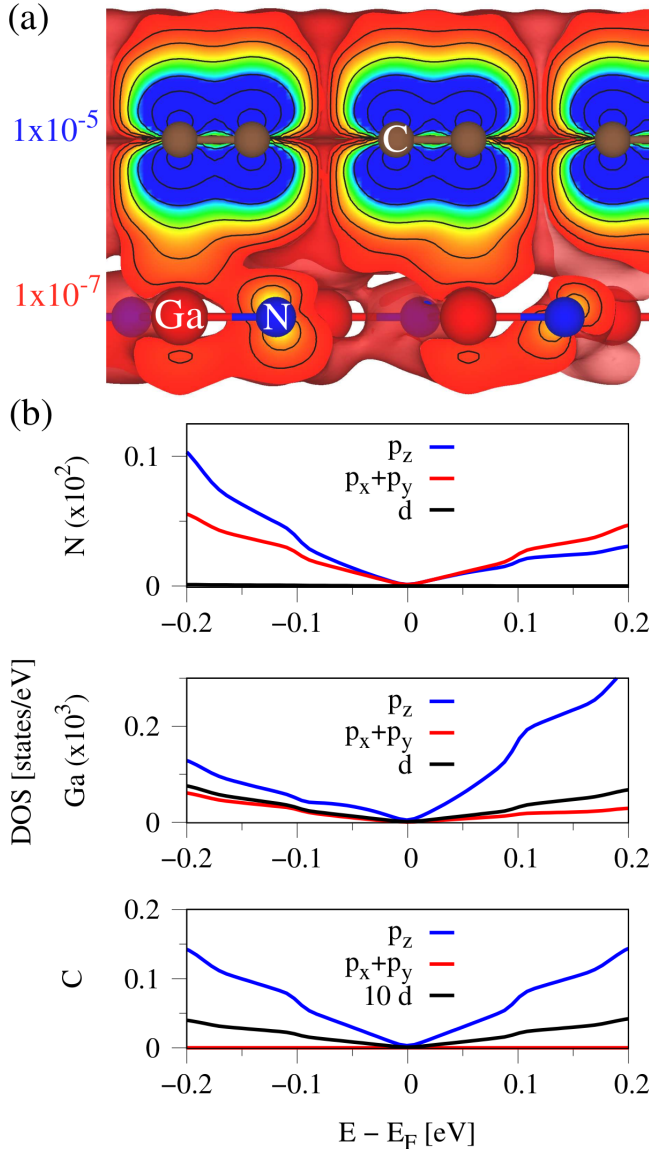 (a)
1x10⁻⁵
C
1x10⁻⁷
Ga
N
(b)
DOS [states/eV]
N (x10²)
0.1
0
p_z
p_x+p_y
d
−0.2 −0.1 0 0.1 0.2
Ga (x10³)
0.2
0
p_z
p_x+p_y
d
−0.2 −0.1 0 0.1 0.2
C
0.2
0.1
0
p_z
p_x+p_y
10 d
−0.2 −0.1 0 0.1 0.2
E − E_F [eV]